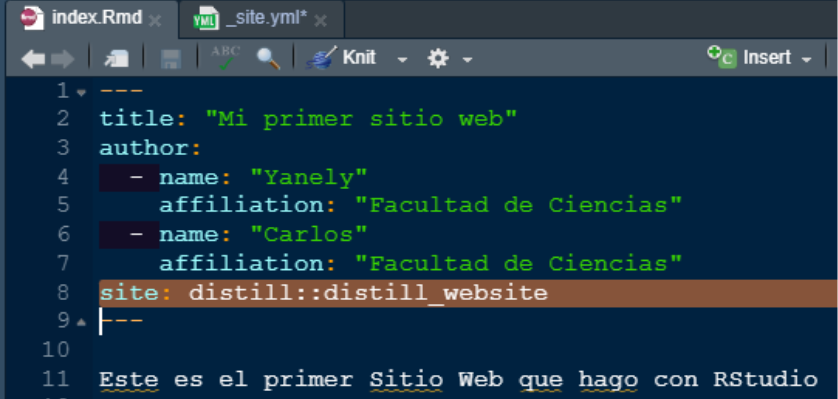 index.Rmd _site.yml*
ABC Knit Insert
1 ---
2 title: "Mi primer sitio web"
3 author:
4 - name: "Yanely"
5 affiliation: "Facultad de Ciencias"
6 - name: "Carlos"
7 affiliation: "Facultad de Ciencias"
8 site: distill::distill_website
9 ---
10
11 Este es el primer Sitio Web que hago con RStudio